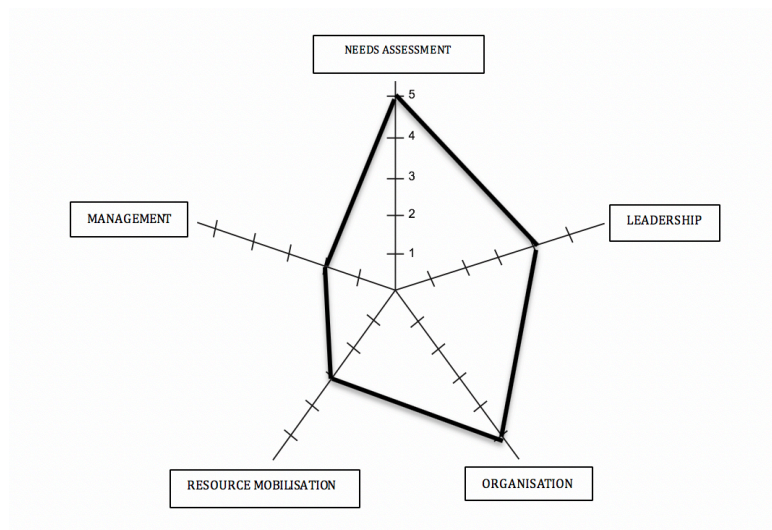 NEEDS ASSESSMENT
5
4
3
2
1
MANAGEMENT
LEADERSHIP
RESOURCE MOBILISATION
ORGANISATION